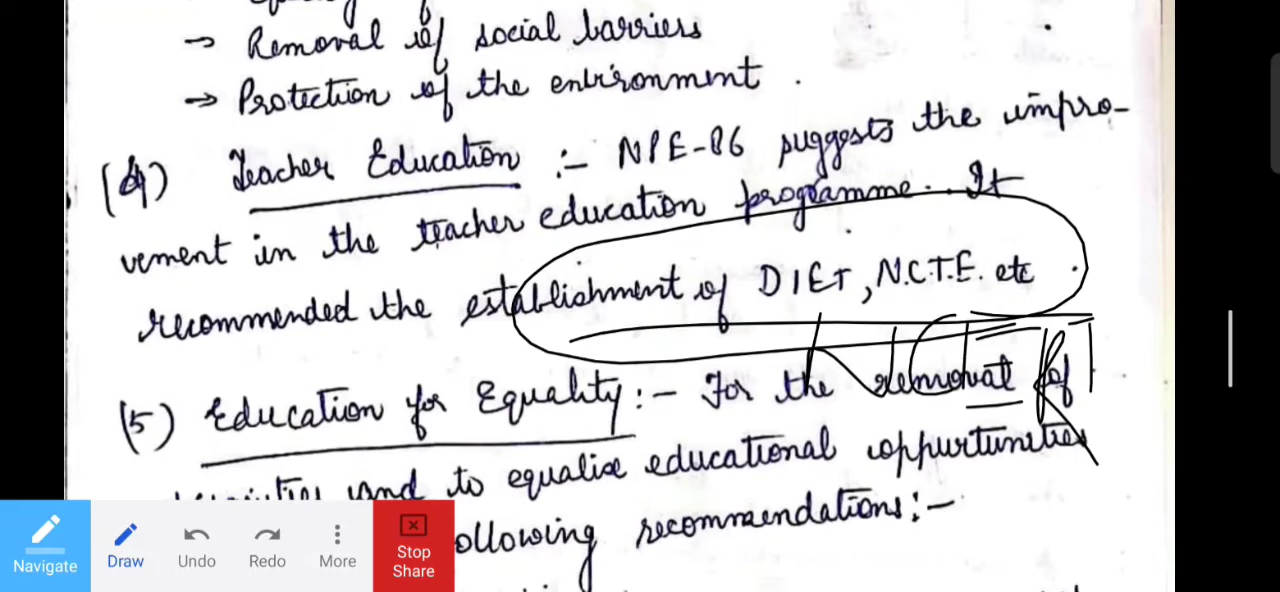 → Removal of social barriers
→ Protection of the environment .
(4) Teacher Education :- NPE-86 suggests the impro-
vement in the teacher education programme. It
recommended the establishment of DIET, N.C.T.E. etc .
(5) Education for Equality :- For the removal of
and to equalise educational oppurtunities
following recommendations :-
NCERT
Navigate
Draw
Undo
Redo
More
Stop
Share